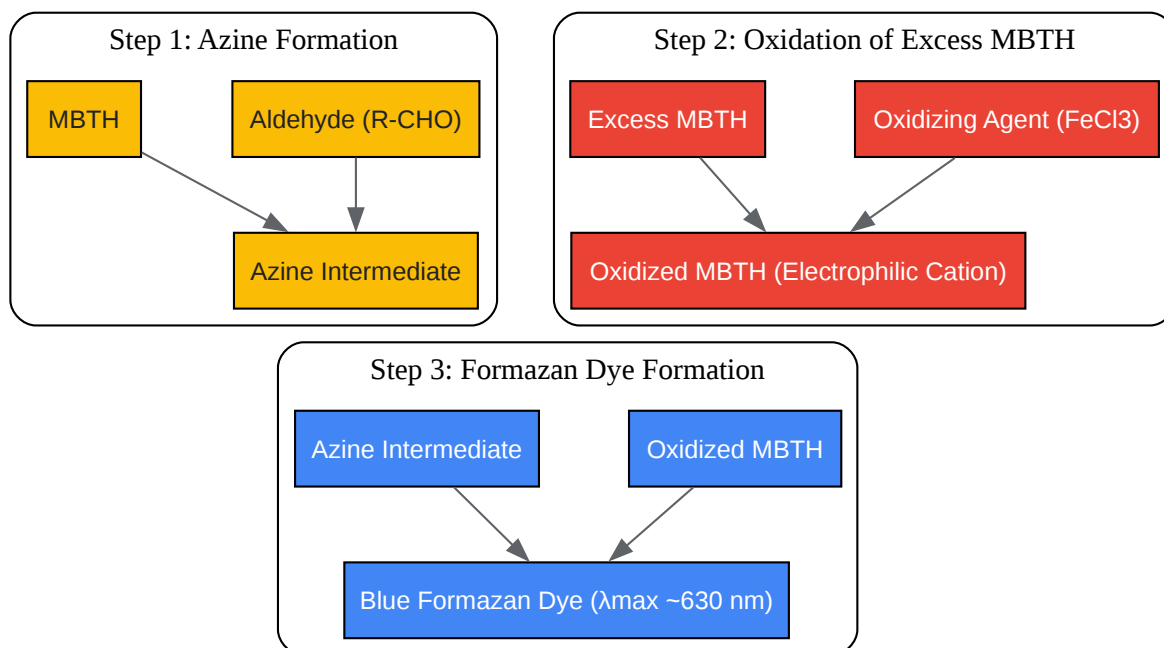 Step 1: Azine Formation
MBTH
Aldehyde (R-CHO)
Azine Intermediate
Step 2: Oxidation of Excess MBTH
Excess MBTH
Oxidizing Agent (FeCl3)
Oxidized MBTH (Electrophilic Cation)
Step 3: Formazan Dye Formation
Azine Intermediate
Oxidized MBTH
Blue Formazan Dye (λmax ~630 nm)